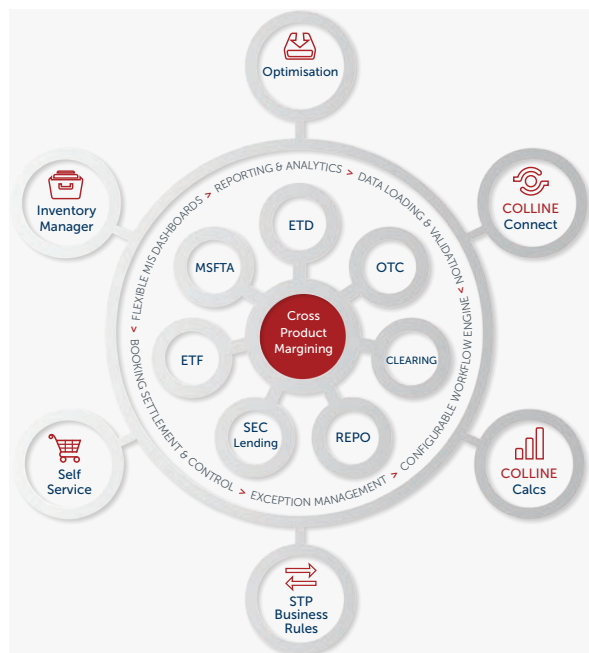 Optimisation
Inventory
Manager
COLLINE
Connect
FLEXIBLE MIS DASHBOARDS > REPORTING & ANALYTICS > DATA LOADING & VALIDATION >
CONFIGURABLE WORKFLOW ENGINE
EXCEPTION MANAGEMENT >
BOOKING SETTLEMENT & CONTROL >
<
ETD
MSFTA
OTC
Cross
Product
Margining
ETF
CLEARING
SEC
Lending
REPO
Self
Service
COLLINE
Calcs
STP
Business
Rules